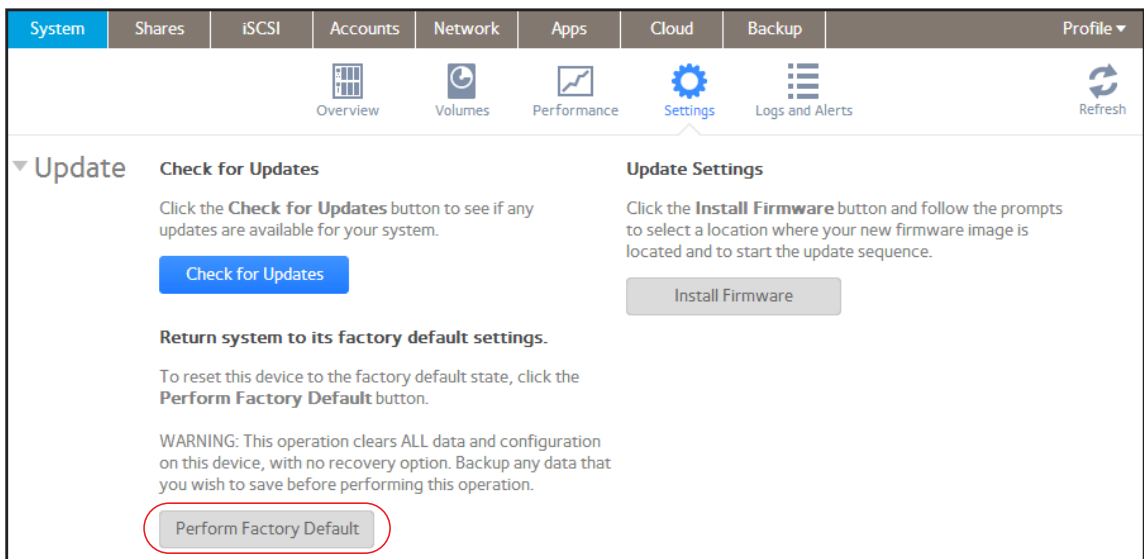 System Shares iSCSI Accounts Network Apps Cloud Backup Profile
Overview Volumes Performance Settings Logs and Alerts Refresh
Update
Check for Updates
Click the Check for Updates button to see if any
updates are available for your system.
Check for Updates
Return system to its factory default settings.
To reset this device to the factory default state, click the
Perform Factory Default button.
WARNING: This operation clears ALL data and configuration
on this device, with no recovery option. Backup any data that
you wish to save before performing this operation.
Perform Factory Default
Update Settings
Click the Install Firmware button and follow the prompts
to select a location where your new firmware image is
located and to start the update sequence.
Install Firmware